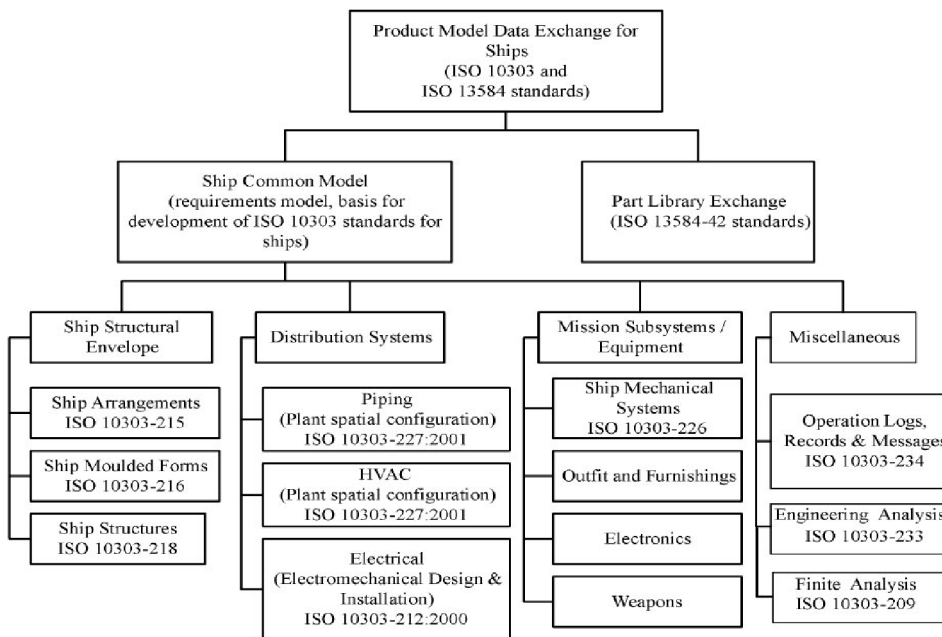 Product Model Data Exchange for
Ships
(ISO 10303 and
ISO 13584 standards)
Ship Common Model
(requirements model, basis for
development of ISO 10303 standards for
ships)
Part Library Exchange
(ISO 13584-42 standards)
Ship Structural
Envelope
Ship Arrangements
ISO 10303-215
Ship Moulded Forms
ISO 10303-216
Ship Structures
ISO 10303-218
Distribution Systems
Piping
(Plant spatial configuration)
ISO 10303-227:2001
HVAC
(Plant spatial configuration)
ISO 10303-227:2001
Electrical
(Electromechanical Design &
Installation)
ISO 10303-212:2000
Mission Subsystems /
Equipment
Ship Mechanical
Systems
ISO 10303-226
Outfit and Furnishings
Electronics
Weapons
Miscellaneous
Operation Logs,
Records & Messages
ISO 10303-234
Engineering Analysis
ISO 10303-233
Finite Analysis
ISO 10303-209